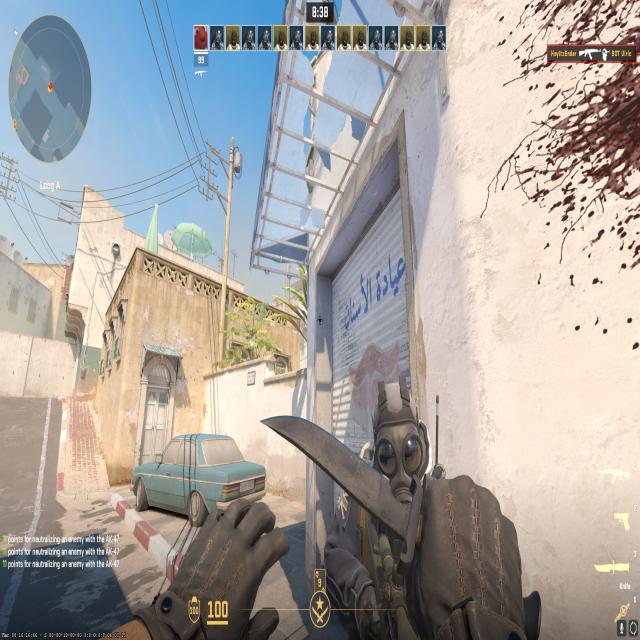 8:38
99
Long A
HoyltzEnder BOT Ulric
عيادة الأسنان
points for neutralizing an enemy with the AK-47
points for neutralizing an enemy with the AK-47
points for neutralizing an enemy with the AK-47
100
Knife